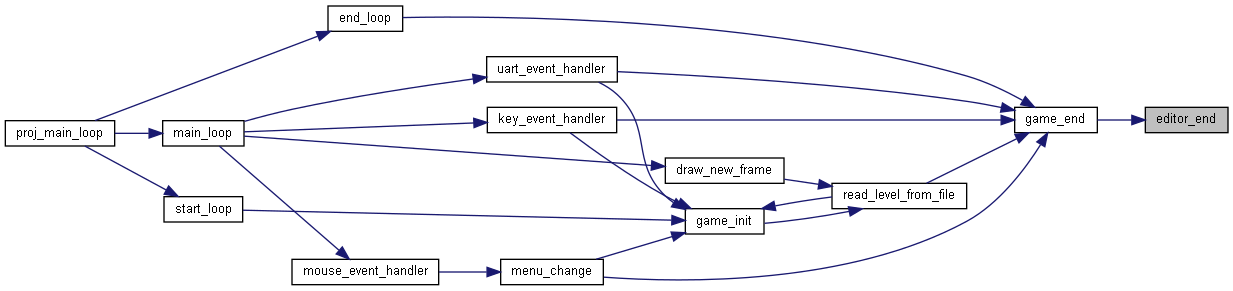 end_loop
uart_event_handler
key_event_handler
game_end
editor_end
proj_main_loop
main_loop
draw_new_frame
read_level_from_file
start_loop
game_init
mouse_event_handler
menu_change